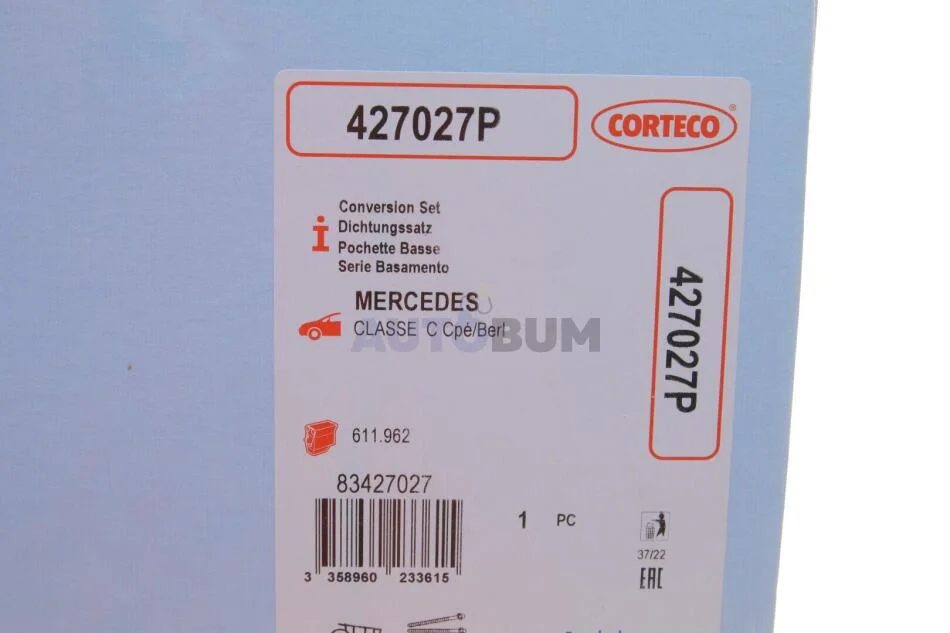 427027P
CORTECO®
Conversion Set
Dichtungssatz
Pochette Basse
Serie Basamento
MERCEDES
CLASSE C Cpé/Berl
AUTOBUM
427027P
611.962
83427027
1 PC
3 358960 233615
37/22
EAC